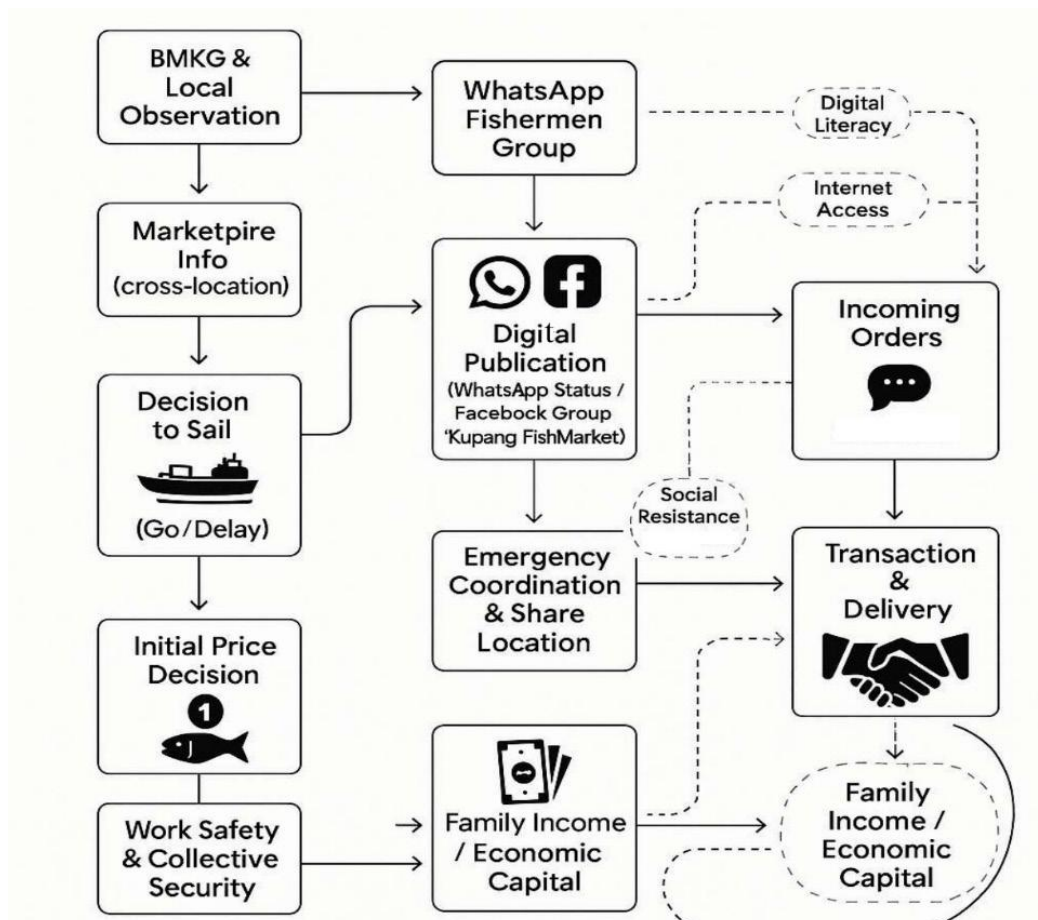 BMKG &
Local
Observation
WhatsApp
Fishermen
Group
Digital
Literacy
Internet
Access
Marketpire
Info
(cross-location)
Digital
Publication
(WhatsApp Status /
Facebock Group
‘Kupang FishMarket)
Incoming
Orders
Decision
to Sail
(Go/Delay)
Social
Resistance
Emergency
Coordination
& Share
Location
Transaction
&
Delivery
Initial Price
Decision
1
Work Safety
& Collective
Security
Family Income
/ Economic
Capital
Family
Income /
Economic
Capital